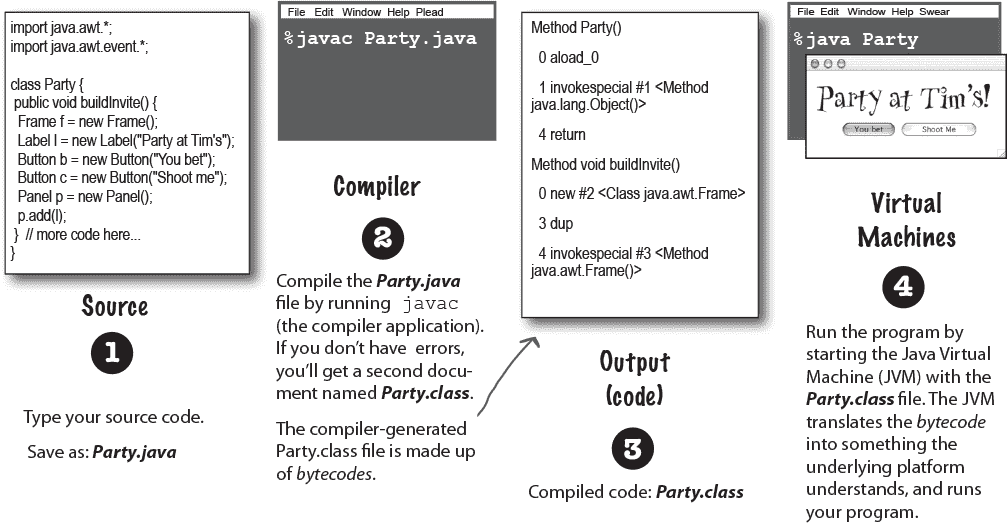 import java.awt.*;
import java.awt.event.*;
class Party {
public void buildInvite() {
Frame f = new Frame();
Label l = new Label("Party at Tim's");
Button b = new Button("You bet");
Button c = new Button("Shoot me");
Panel p = new Panel();
p.add(l);
} // more code here...
}
Source
1
Type your source code.
Save as: Party.java
File Edit Window Help Plead
%javac Party.java
Compiler
2
Compile the Party.java
file by running javac
(the compiler application).
If you don't have errors,
you'll get a second docu-
ment named Party.class.
The compiler-generated
Party.class file is made up
of bytecodes.
Method Party()
0 aload_0
1 invokespecial #1 <Method
java.lang.Object()>
4 return
Method void buildInvite()
0 new #2 <Class java.awt.Frame>
3 dup
4 invokespecial #3 <Method
java.awt.Frame()>
Output
(code)
3
Compiled code: Party.class
File Edit Window Help Swear
%java Party
Party at Tim's!
You bet
Shoot Me
Virtual
Machines
4
Run the program by
starting the Java Virtual
Machine (JVM) with the
Party.class file. The JVM
translates the bytecode
into something the
underlying platform
understands, and runs
your program.